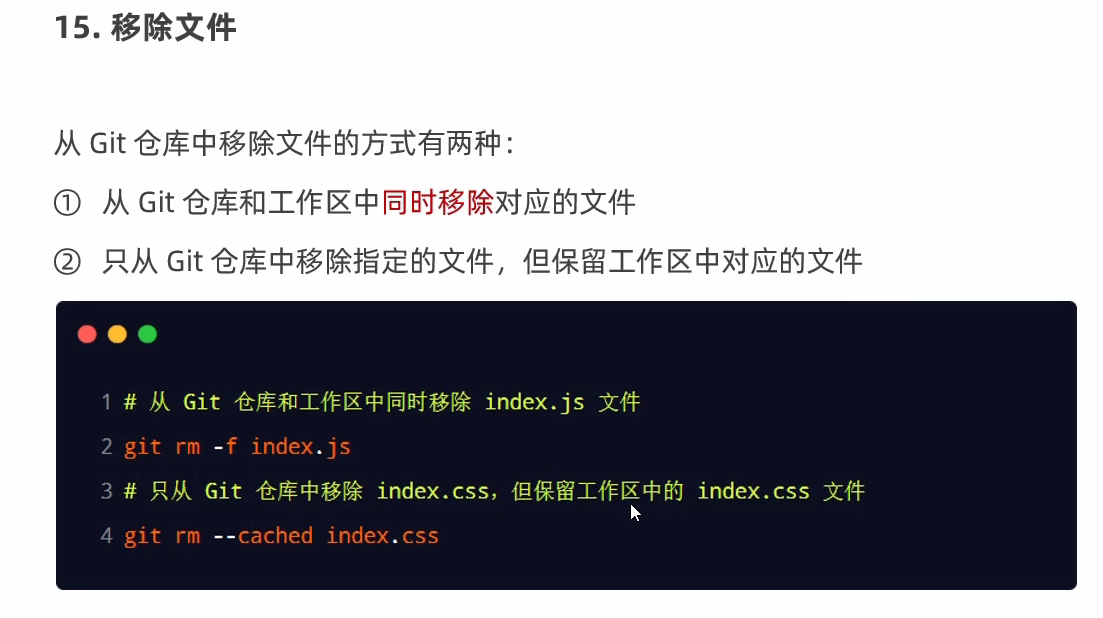 15. 移除文件
从 Git 仓库中移除文件的方式有两种：
① 从 Git 仓库和工作区中同时移除对应的文件
② 只从 Git 仓库中移除指定的文件，但保留工作区中对应的文件
1 # 从 Git 仓库和工作区中同时移除 index.js 文件
2 git rm -f index.js
3 # 只从 Git 仓库中移除 index.css，但保留工作区中的 index.css 文件
4 git rm --cached index.css